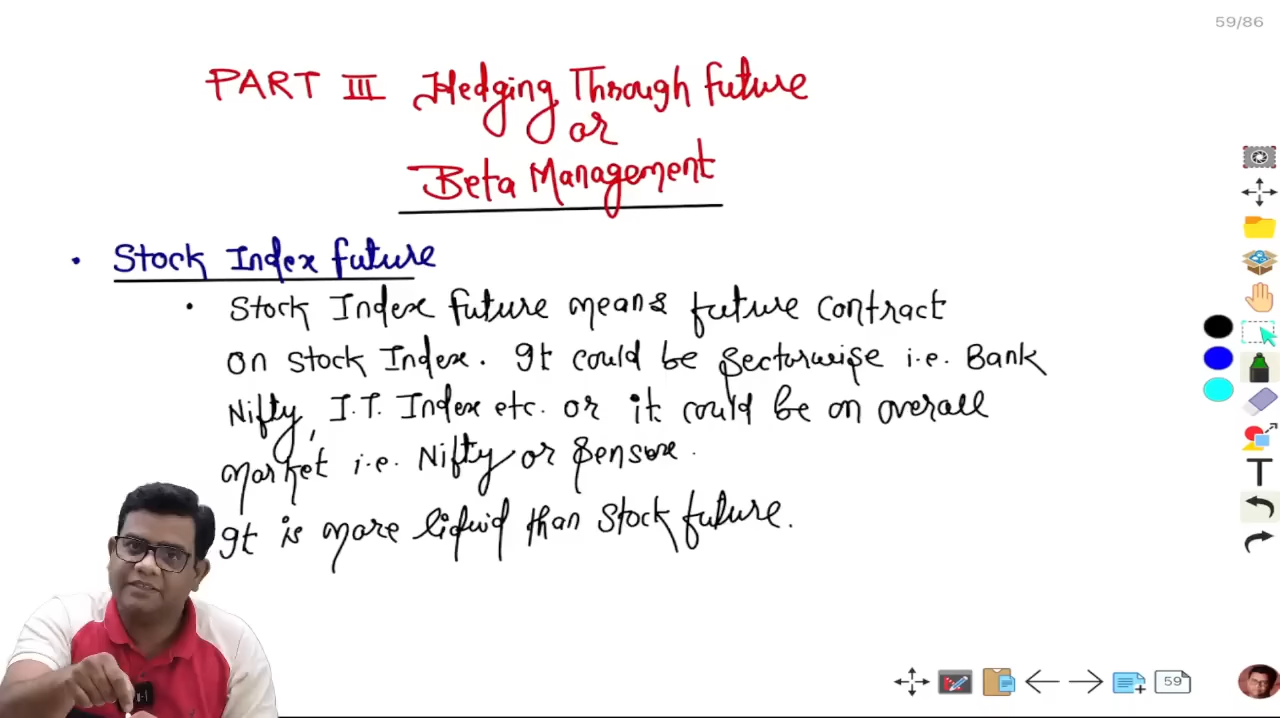 59/86
PART III Hedging Through Future
or
Beta Management
• Stock Index Future
• Stock Index Future means future contract
on stock Index. It could be sectorwise i.e. Bank
Nifty, I.T. Index etc. or it could be on overall
market i.e. Nifty or Sensex.
It is more liquid than stock future.
59